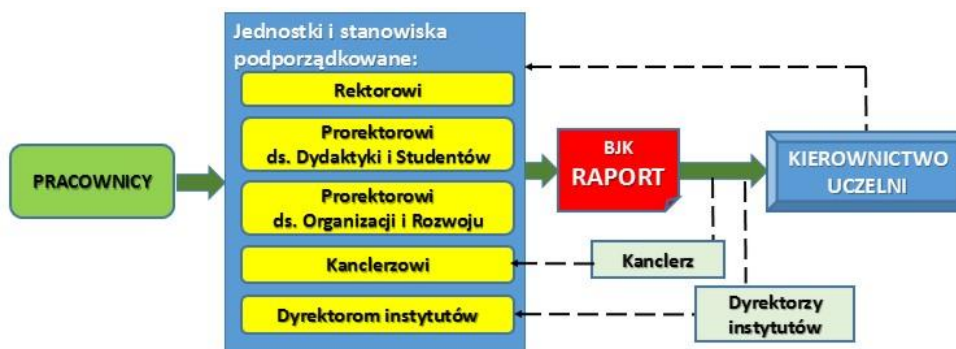 Jednostki i stanowiska
podporządkowane:
Rektorowi
Prorektorowi
ds. Dydaktyki i Studentów
Prorektorowi
ds. Organizacji i Rozwoju
Kanclerzowi
Dyrektorom instytutów
PRACOWNICY
BJK
RAPORT
KIEROWNICTWO
UCZELNI
Kanclerz
Dyrektorzy
instytutów